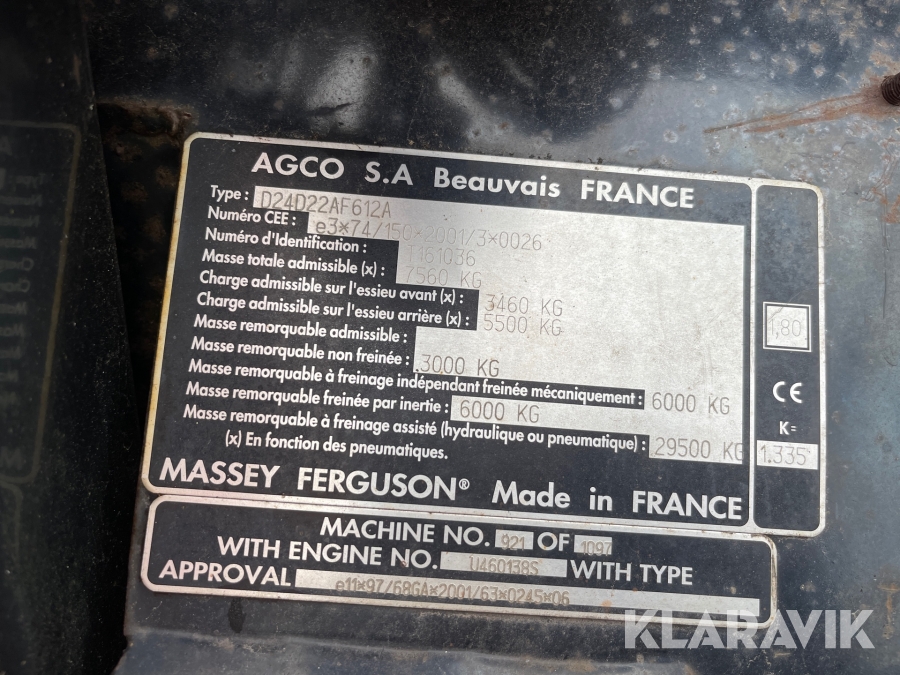 AGCO S.A Beauvais FRANCE
Type : D24D22AF612A
Numéro CEE : e3*74/150*2001/3*0026
Numéro d'Identification : T161036
Masse totale admissible (x) : 7560 KG
Charge admissible sur l'essieu avant (x) : 3460 KG
Charge admissible sur l'essieu arrière (x) : 5500 KG
Masse remorquable admissible :
Masse remorquable non freinée : 3000 KG
Masse remorquable à freinage indépendant freinée mécaniquement : 6000 KG
Masse remorquable freinée par inertie : 6000 KG
Masse remorquable à freinage assisté (hydraulique ou pneumatique) : 29500 KG
(x) En fonction des pneumatiques.
MASSEY FERGUSON® Made in FRANCE
1.80
CE
K=
1.335
MACHINE NO. 921 OF 1097
WITH ENGINE NO. U460138S WITH TYPE
APPROVAL e11*97/68GA*2001/63*0245*06
KLARAVIK